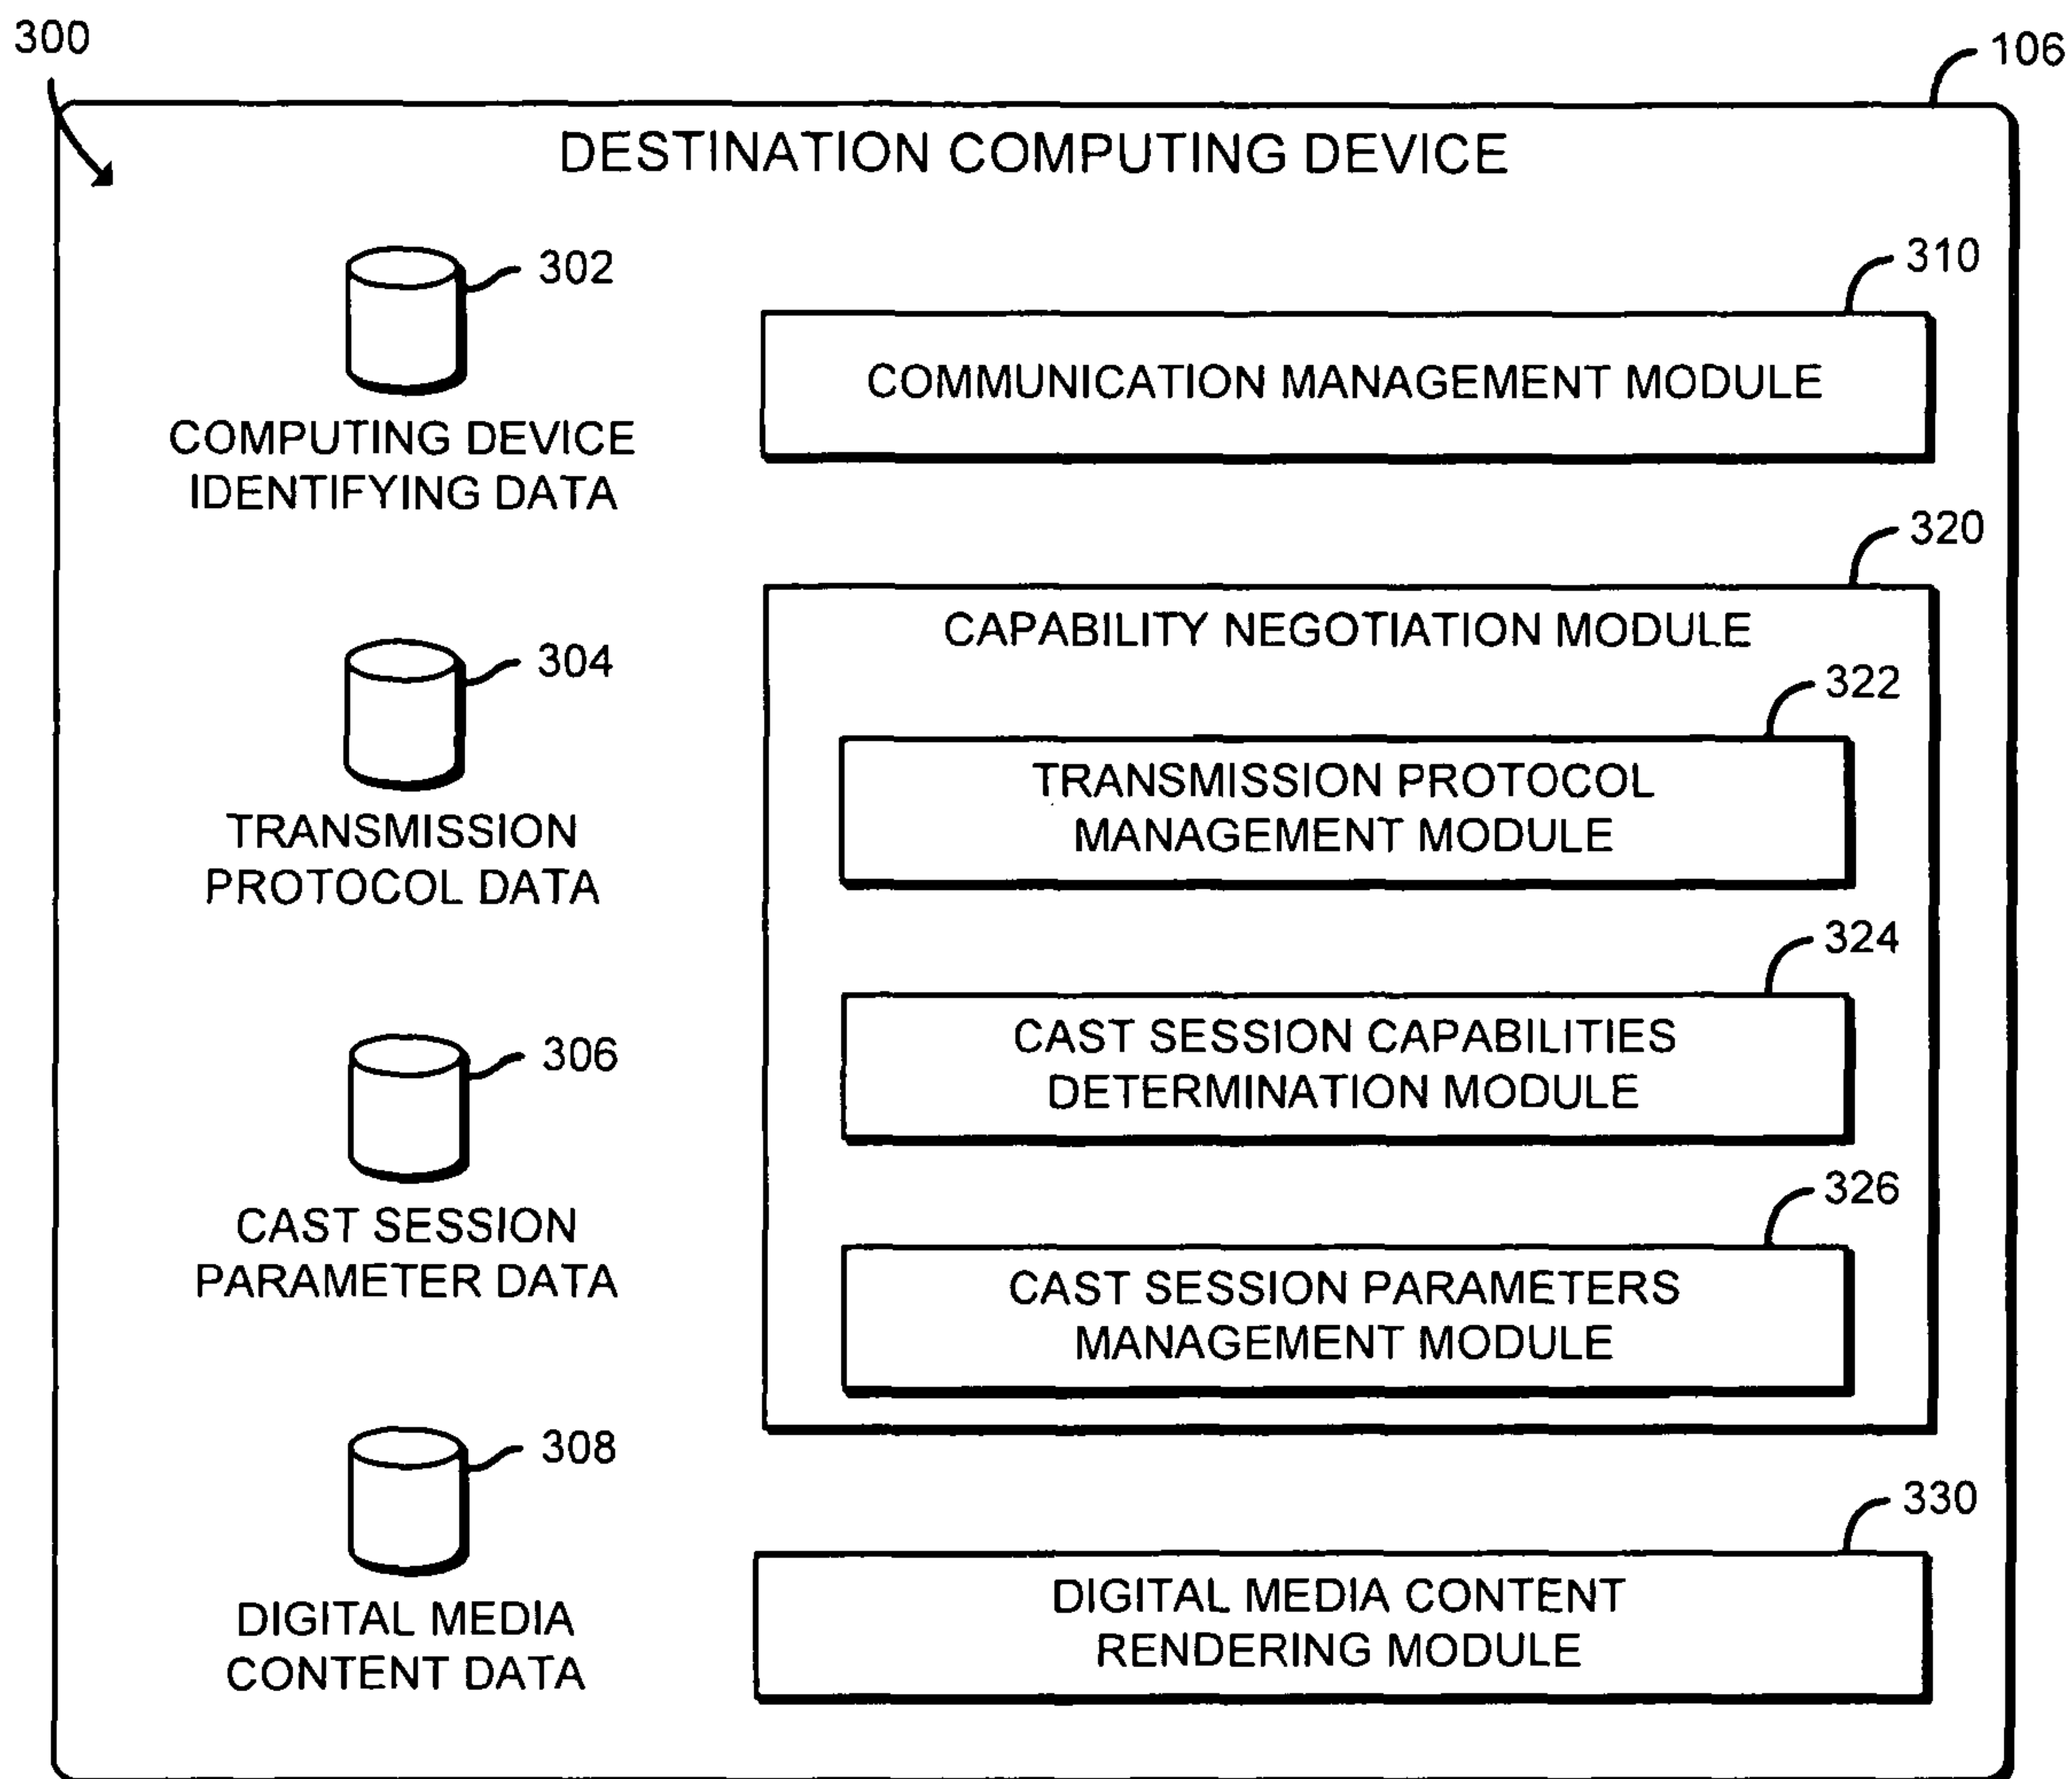 300
106
DESTINATION COMPUTING DEVICE
302
COMPUTING DEVICE
IDENTIFYING DATA
310
COMMUNICATION MANAGEMENT MODULE
304
TRANSMISSION
PROTOCOL DATA
320
CAPABILITY NEGOTIATION MODULE
322
TRANSMISSION PROTOCOL
MANAGEMENT MODULE
324
CAST SESSION CAPABILITIES
DETERMINATION MODULE
306
CAST SESSION
PARAMETER DATA
326
CAST SESSION PARAMETERS
MANAGEMENT MODULE
308
DIGITAL MEDIA
CONTENT DATA
330
DIGITAL MEDIA CONTENT
RENDERING MODULE